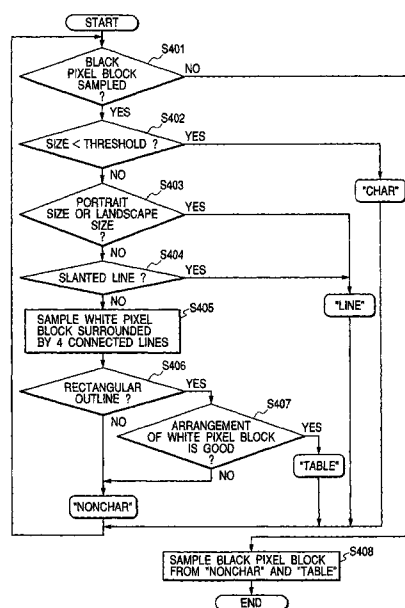 START
S401
BLACK
PIXEL BLOCK
SAMPLED
?
NO
YES
S402
SIZE < THRESHOLD ?
YES
NO
"CHAR"
S403
PORTRAIT
SIZE OR LANDSCAPE
SIZE
?
YES
NO
S404
SLANTED LINE ?
YES
NO
"LINE"
S405
SAMPLE WHITE PIXEL
BLOCK SURROUNDED
BY 4 CONNECTED LINES
S406
RECTANGULAR
OUTLINE ?
YES
NO
S407
ARRANGEMENT
OF WHITE PIXEL BLOCK
IS GOOD
?
YES
NO
"TABLE"
"NONCHAR"
S408
SAMPLE BLACK PIXEL BLOCK
FROM "NONCHAR" AND "TABLE"
END